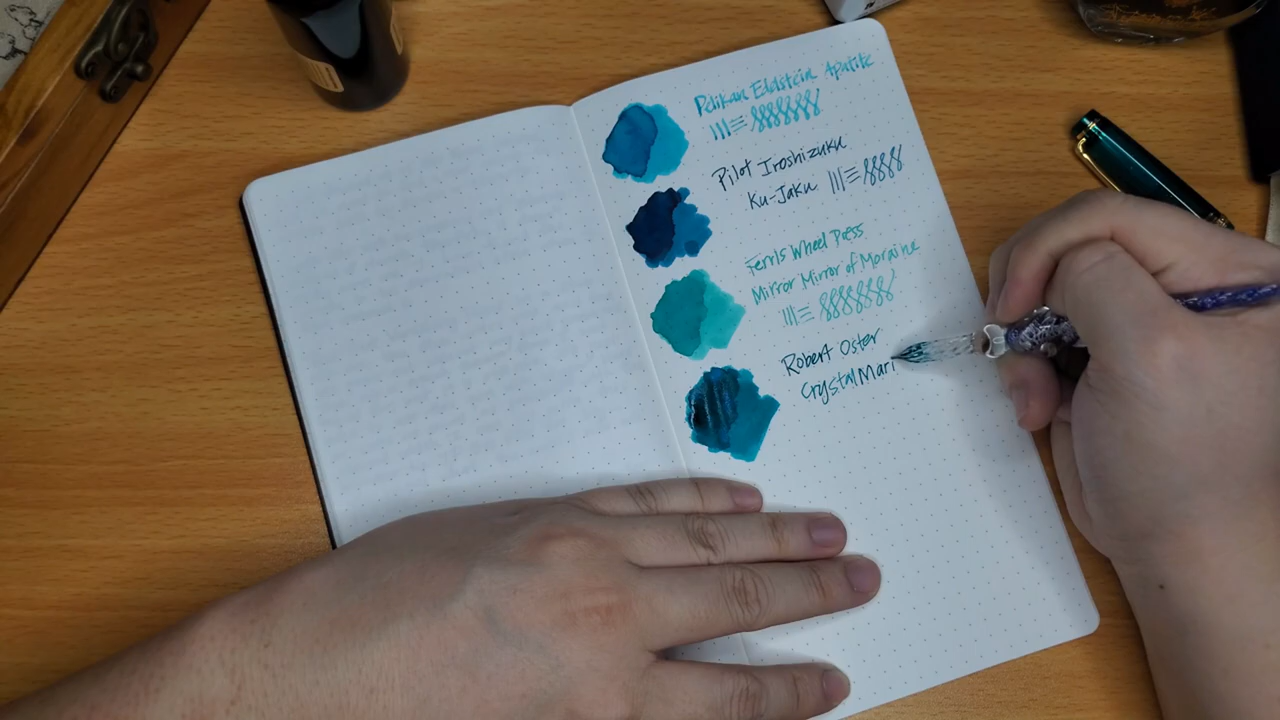 Pelikan Edelstein Apatite
Pilot Iroshizuku
Ku-Jaku
Ferris Wheel Press
Mirror Mirror of Moraine
Robert Oster
Crystal Mari